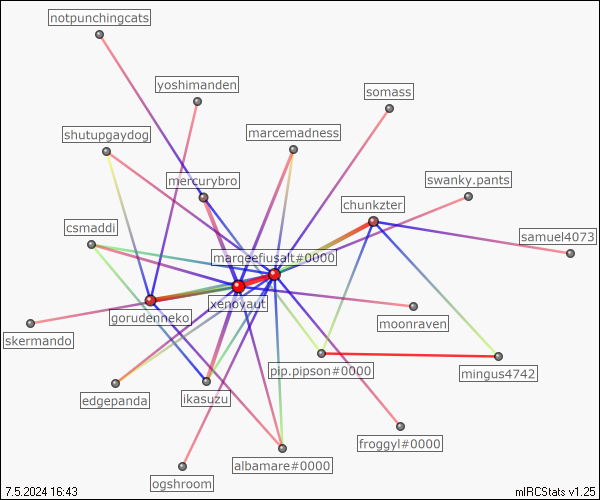 notpunchingcats
yoshimanden
somass
shutupgaydog
marcemadness
mercurybro
swanky.pants
chunkzter
csmaddi
samuel4073
marqeefiusalt#0000
xenoyaut
gorudenneko
moonraven
skermando
pip.pipson#0000
mingus4742
edgepanda
ikasuzu
froggyl#0000
albamare#0000
ogshroom
7.5.2024 16:43
mIRCStats v1.25